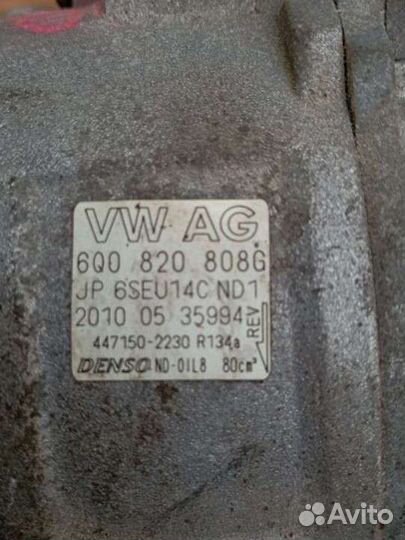 VW AG
6Q0 820 808G
JP 6SEU14C ND1
2010 05 35994
REV
447150-2230 R134a
DENSO ND-OIL8 80cm³
Avito